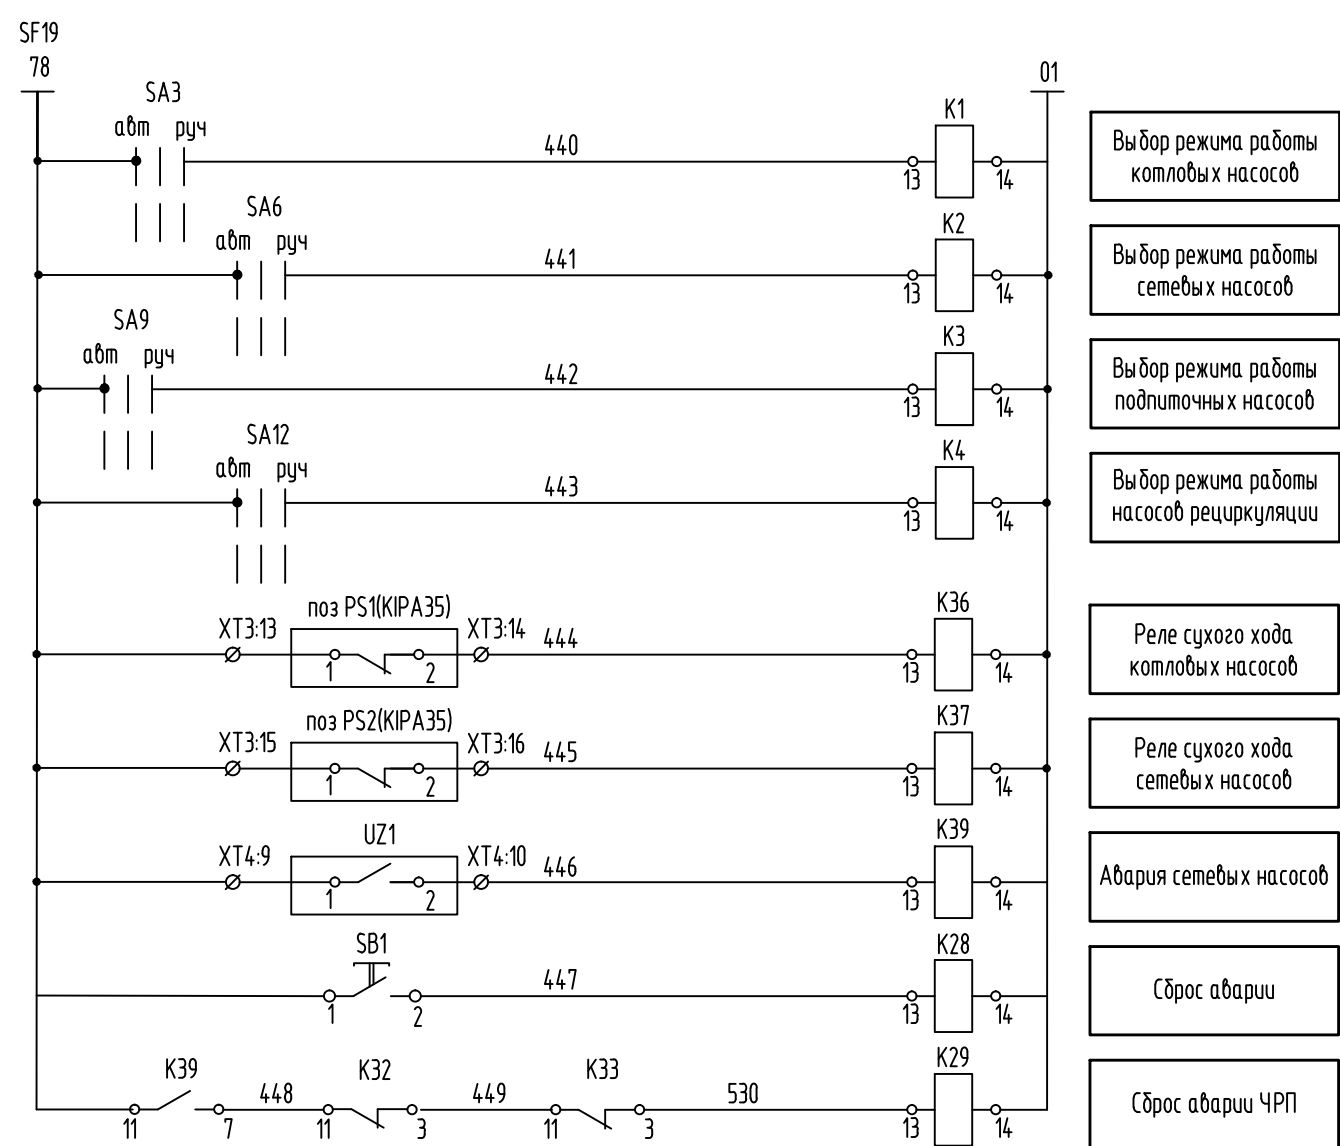 SF19
78
01
SA3
авт руч
440
K1
13
14
Выбор режима работы
котловых насосов
SA6
авт руч
441
K2
13
14
Выбор режима работы
сетевых насосов
SA9
авт руч
442
K3
13
14
Выбор режима работы
подпиточных насосов
SA12
авт руч
443
K4
13
14
Выбор режима работы
насосов рециркуляции
поз PS1(KIPA35)
XT3:13
XT3:14
444
1
2
K36
13
14
Реле сухого хода
котловых насосов
поз PS2(KIPA35)
XT3:15
XT3:16
445
1
2
K37
13
14
Реле сухого хода
сетевых насосов
UZ1
XT4:9
XT4:10
446
1
2
K39
13
14
Авария сетевых насосов
SB1
447
1
2
K28
13
14
Сброс аварии
K39
448
K32
449
K33
530
11
7
11
3
11
3
K29
13
14
Сброс аварии ЧРП